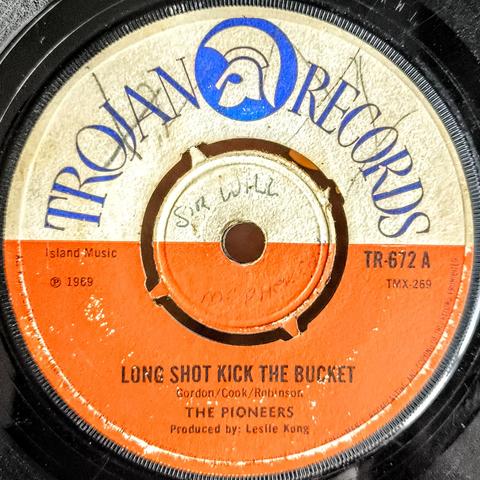 TROJAN RECORDS
Sir Will
Island Music
TR-672 A
℗ 1969
TMX-269
LONG SHOT KICK THE BUCKET
Gordon/Cook/Robinson
THE PIONEERS
Produced by: Leslie Kong